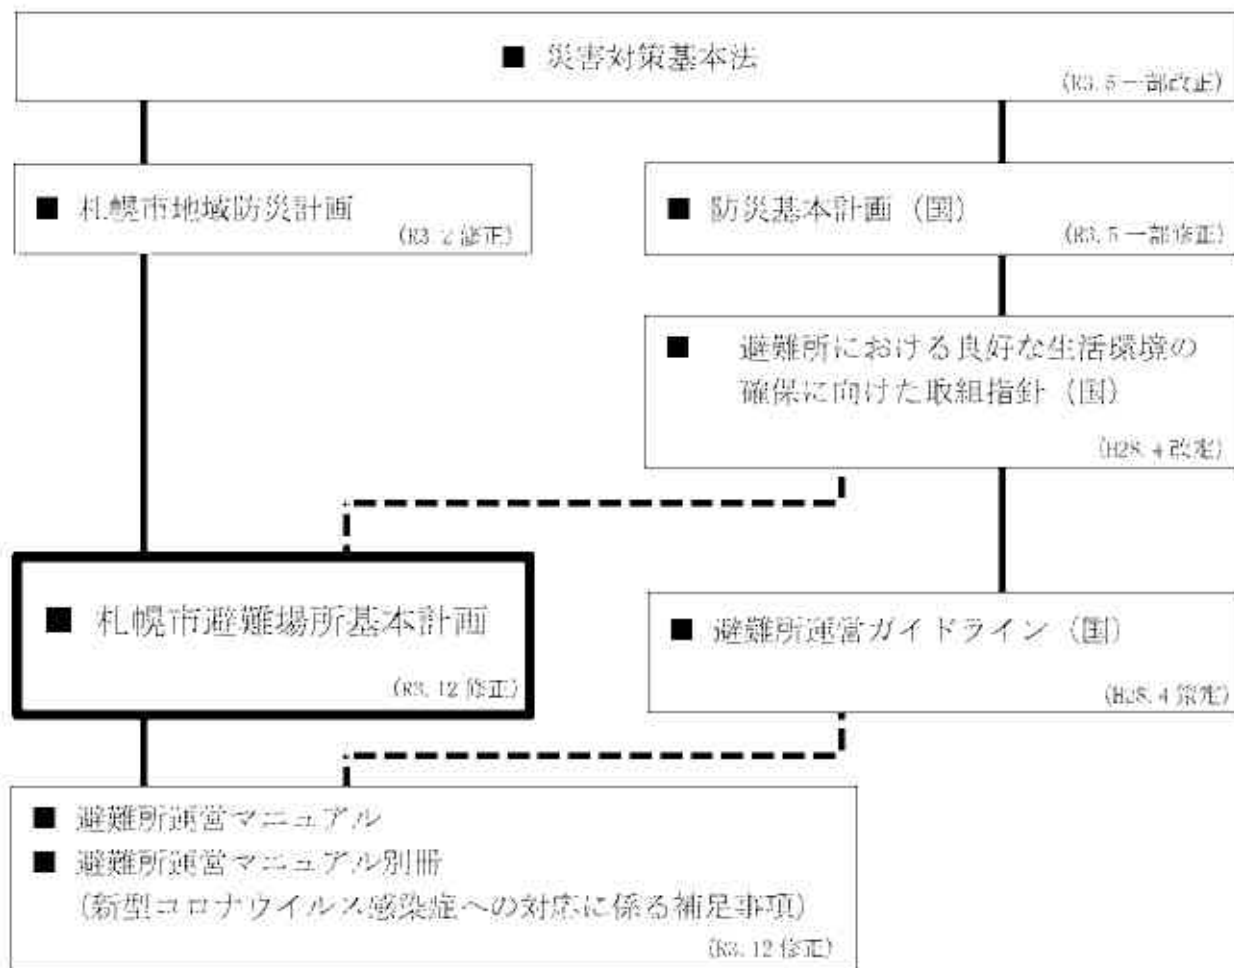 ■ 災害対策基本法
(R3.5一部改正)
■ 札幌市地域防災計画
(R3.2修正)
■ 防災基本計画（国）
(R3.5一部修正)
■ 避難所における良好な生活環境の
確保に向けた取組指針（国）
(H28.4改定)
■ 札幌市避難場所基本計画
(R3.12修正)
■ 避難所運営ガイドライン（国）
(H28.4策定)
■ 避難所運営マニュアル
■ 避難所運営マニュアル別冊
（新型コロナウイルス感染症への対応に係る補足事項）
(R3.12修正)